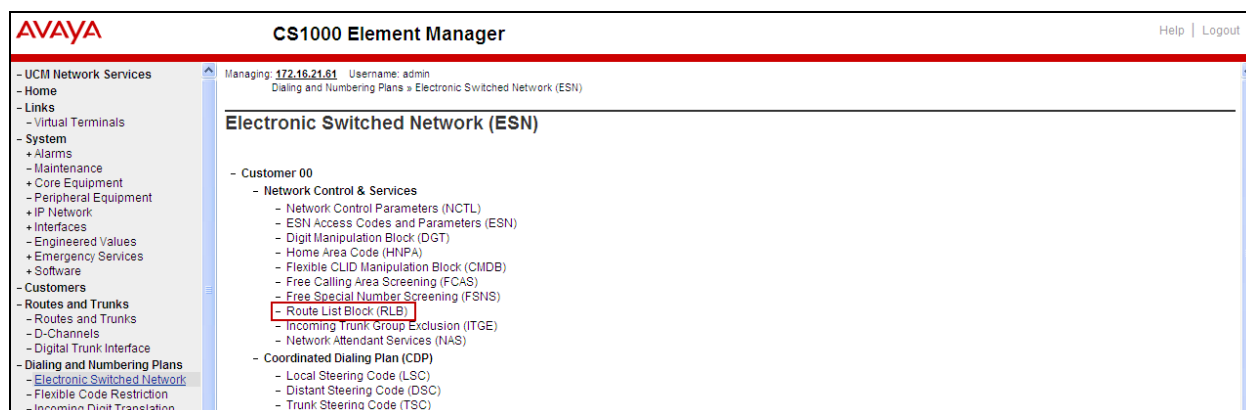 AVAYA
CS1000 Element Manager
Help | Logout
- UCM Network Services
- Home
- Links
- Virtual Terminals
- System
+ Alarms
- Maintenance
+ Core Equipment
- Peripheral Equipment
+ IP Network
+ Interfaces
- Engineered Values
+ Emergency Services
+ Software
- Customers
- Routes and Trunks
- Routes and Trunks
- D-Channels
- Digital Trunk Interface
- Dialing and Numbering Plans
- Electronic Switched Network
- Flexible Code Restriction
- Incoming Digit Translation
Managing: 172.16.21.61 Username: admin
Dialing and Numbering Plans » Electronic Switched Network (ESN)
Electronic Switched Network (ESN)
- Customer 00
- Network Control & Services
- Network Control Parameters (NCTL)
- ESN Access Codes and Parameters (ESN)
- Digit Manipulation Block (DGT)
- Home Area Code (HNPA)
- Flexible CLID Manipulation Block (CMDB)
- Free Calling Area Screening (FCAS)
- Free Special Number Screening (FSNS)
- Route List Block (RLB)
- Incoming Trunk Group Exclusion (ITGE)
- Network Attendant Services (NAS)
- Coordinated Dialing Plan (CDP)
- Local Steering Code (LSC)
- Distant Steering Code (DSC)
- Trunk Steering Code (TSC)